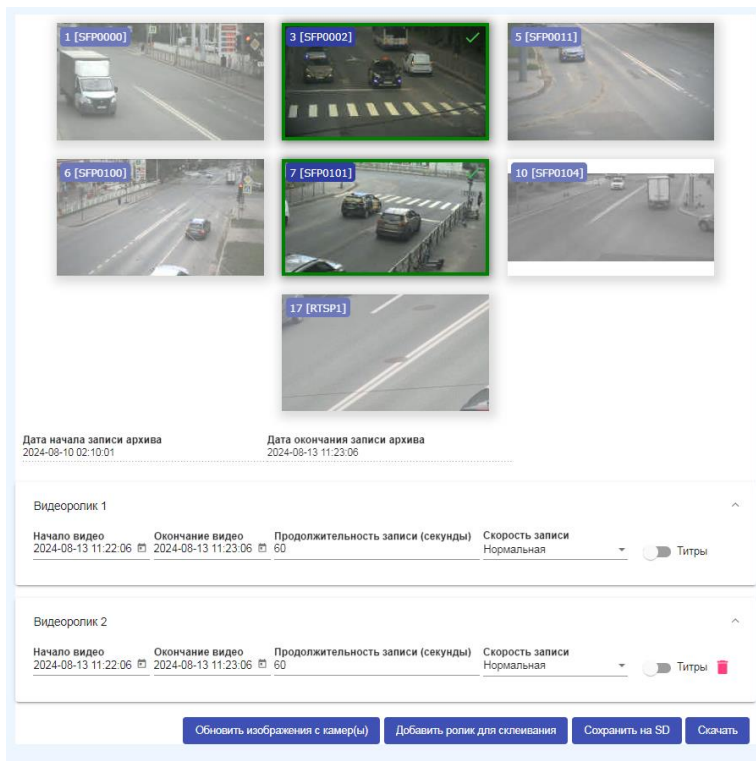 1 [SFP0000]
3 [SFP0002]
5 [SFP0011]
6 [SFP0100]
7 [SFP0101]
10 [SFP0104]
17 [RTSP1]
Дата начала записи архива
2024-08-10 02:10:01
Дата окончания записи архива
2024-08-13 11:23:06
Видеоролик 1
Начало видео
2024-08-13 11:22:06
Окончание видео
2024-08-13 11:23:06
Продолжительность записи (секунды)
60
Скорость записи
Нормальная
Титры
Видеоролик 2
Начало видео
2024-08-13 11:22:06
Окончание видео
2024-08-13 11:23:06
Продолжительность записи (секунды)
60
Скорость записи
Нормальная
Титры
Обновить изображения с камер(ы)
Добавить ролик для склеивания
Сохранить на SD
Скачать